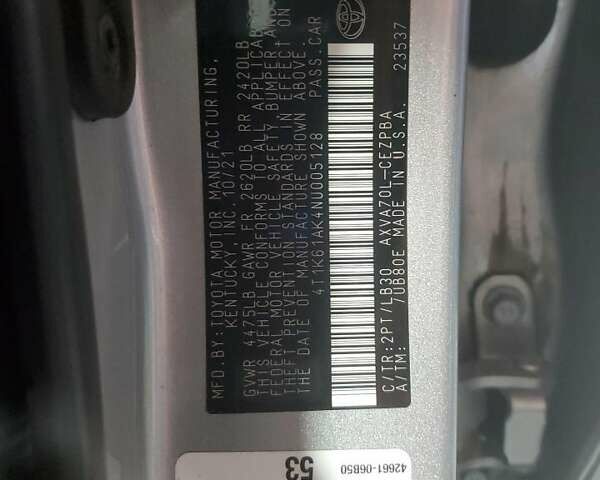 MFD.BY:TOYOTA MOTOR MANUFACTURING,
KENTUCKY, INC. 10/21
GVWR 4475LB GAWR FR 2620LB RR 2420LB
THIS VEHICLE CONFORMS TO ALL APPLICAB
FEDERAL MOTOR VEHICLE SAFETY, BUMPER AND
THEFT PREVENTION STANDARDS IN EFFECT ON
THE DATE OF MANUFACTURE SHOWN ABOVE.
4T1K61AK4NU005128 PASS.CAR
C/TR:2PT/LB30 AXVA70L-CEZPBA
A/TM: 7UB80E MADE IN U.S.A. 23537
42661-06B50
53